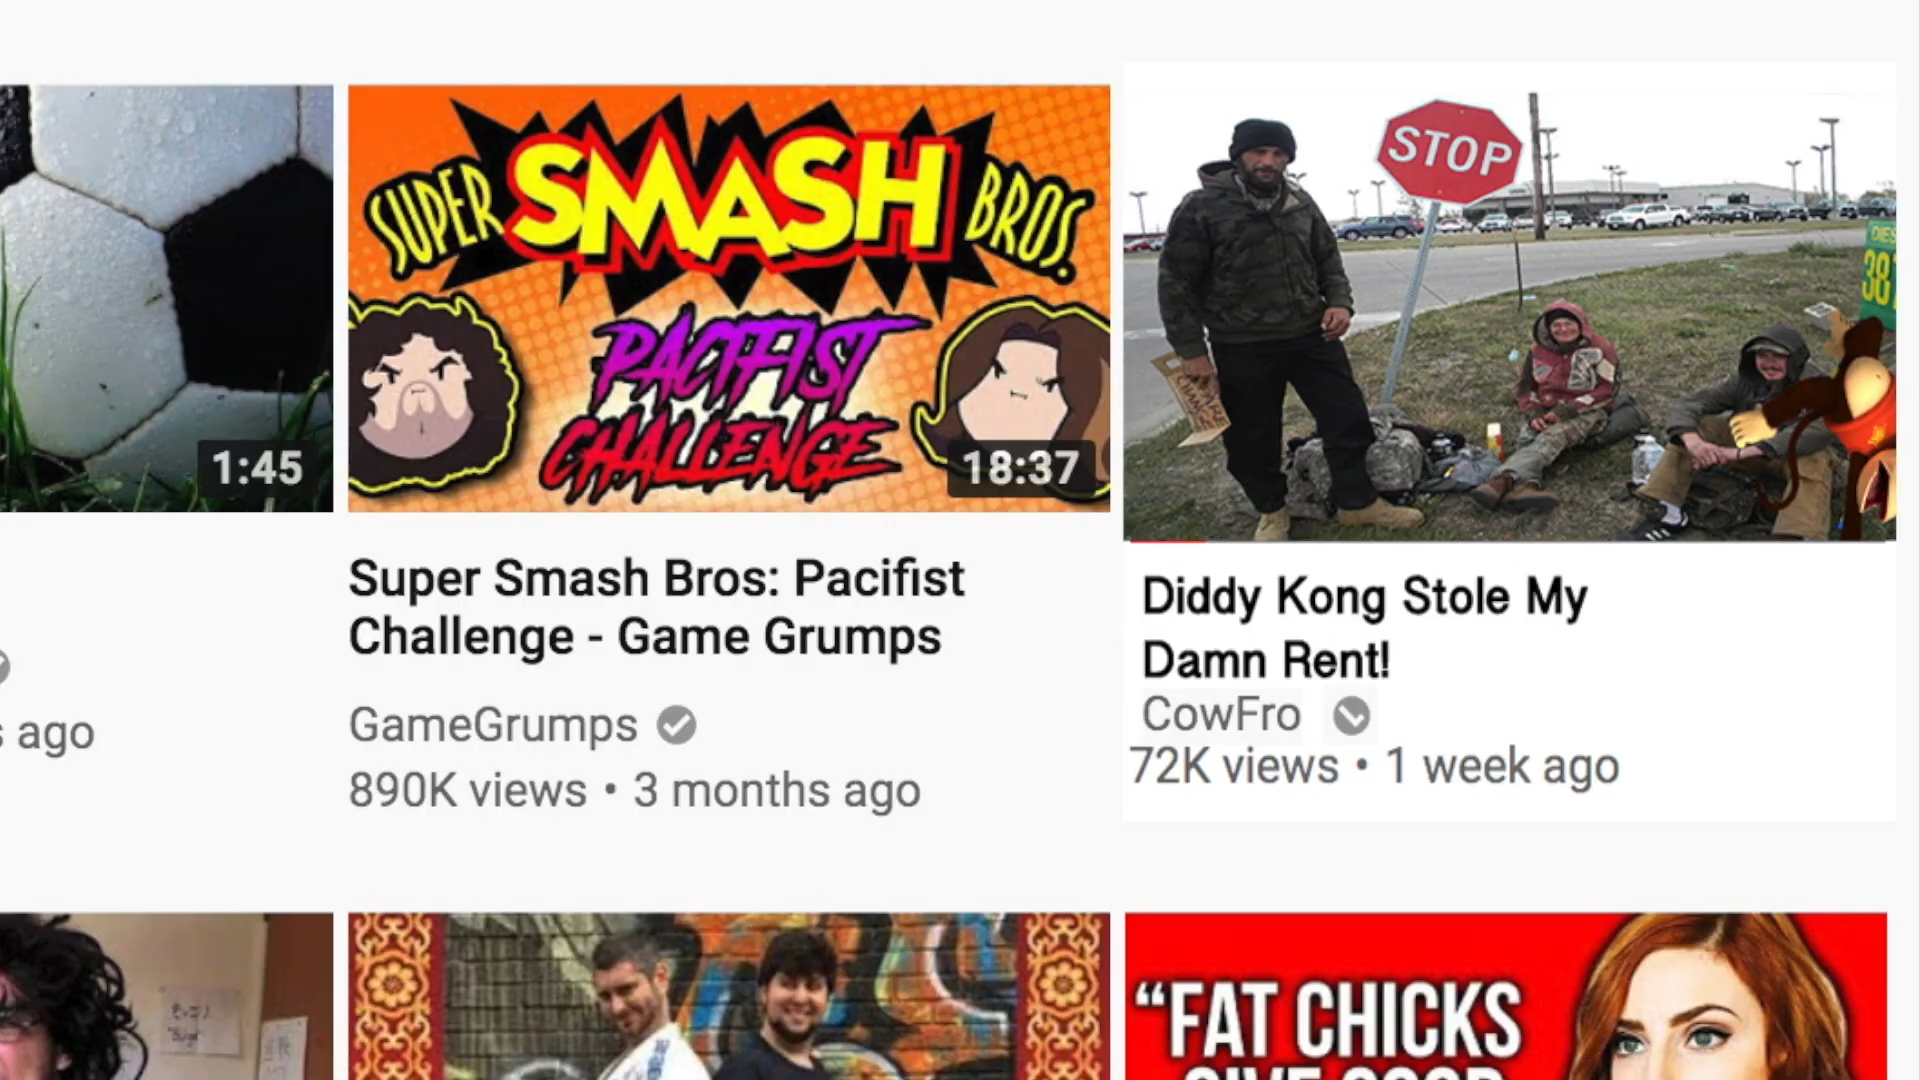 1:45
SUPER SMASH BROS.
PACIFIST
CHALLENGE
18:37
STOP
DIES
38
Super Smash Bros: Pacifist
Challenge - Game Grumps
GameGrumps
890K views • 3 months ago
Diddy Kong Stole My
Damn Rent!
CowFro
72K views • 1 week ago
ago
"FAT CHICKS